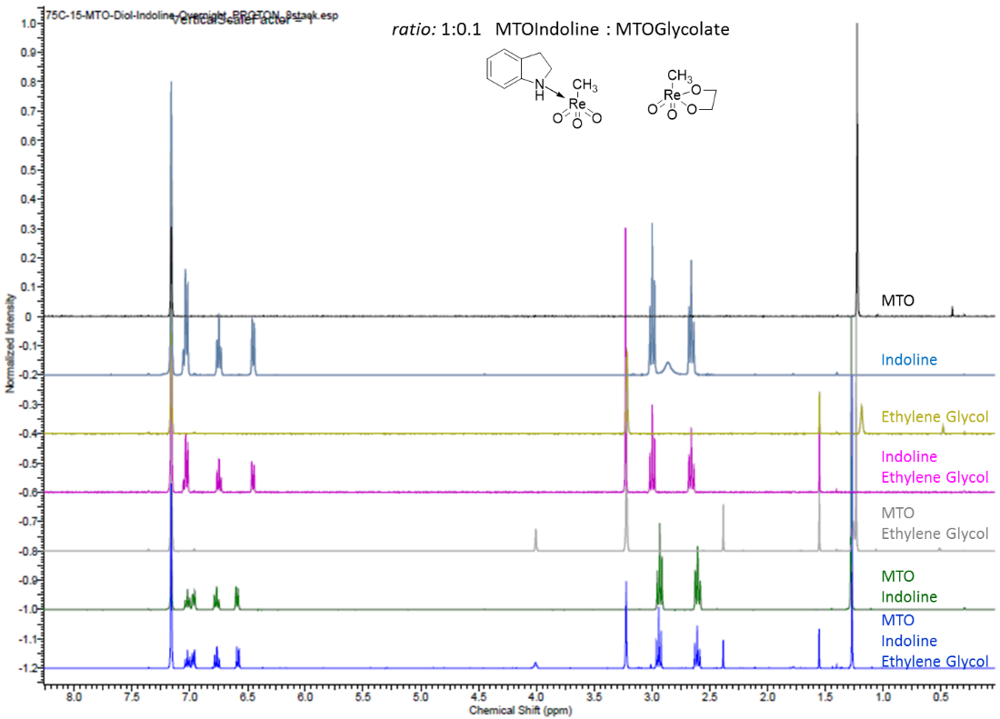 75C-15-MTO-Diol-Indoline-Overnight_PROTON_8stack.esp
VerticalScaleFactor = 1
ratio: 1:0.1 MTOIndoline : MTOGlycolate
CH3
N
H
Re
O
O
O
CH3
Re
O
O
O
O
1.0
0.9
0.8
0.7
0.6
0.5
0.4
0.3
0.2
0.1
0
-0.1
-0.2
-0.3
-0.4
-0.5
-0.6
-0.7
-0.8
-0.9
-1.0
-1.1
-1.2
Normalized Intensity
MTO
Indoline
Ethylene Glycol
Indoline
Ethylene Glycol
MTO
Ethylene Glycol
MTO
Indoline
MTO
Indoline
Ethylene Glycol
8.0 7.5 7.0 6.5 6.0 5.5 5.0 4.5 4.0 3.5 3.0 2.5 2.0 1.5 1.0 0.5
Chemical Shift (ppm)